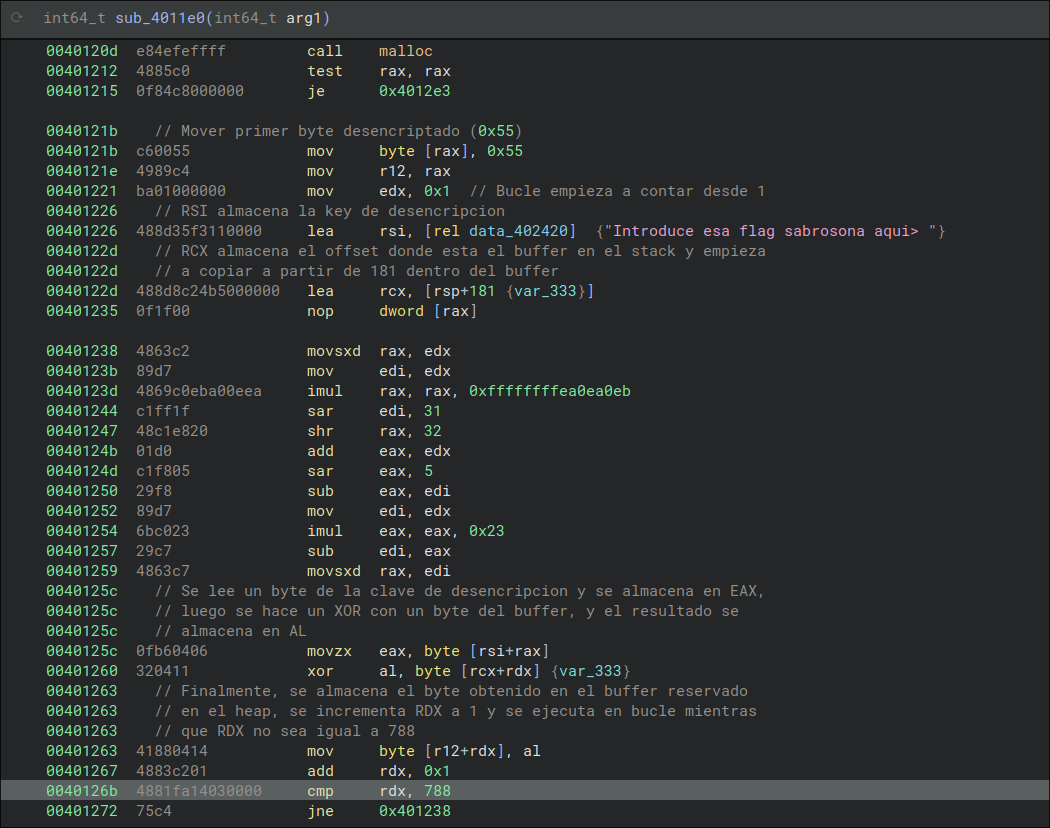 int64_t sub_4011e0(int64_t arg1)
0040120d e84efeffff call malloc
00401212 4885c0 test rax, rax
00401215 0f84c8000000 je 0x4012e3
0040121b // Mover primer byte desencriptado (0x55)
0040121b c60055 mov byte [rax], 0x55
0040121e 4989c4 mov r12, rax
00401221 ba01000000 mov edx, 0x1 // Bucle empieza a contar desde 1
00401226 // RSI almacena la key de desencripcion
00401226 488d35f3110000 lea rsi, [rel data_402420] {"Introduce esa flag sabrosona aqui> "}
0040122d // RCX almacena el offset donde esta el buffer en el stack y empieza
0040122d // a copiar a partir de 181 dentro del buffer
0040122d 488d8c24b5000000 lea rcx, [rsp+181 {var_333}]
00401235 0f1f00 nop dword [rax]
00401238 4863c2 movsxd rax, edx
0040123b 89d7 mov edi, edx
0040123d 4869c0eba00eea imul rax, rax, 0xffffffffea0ea0eb
00401244 c1ff1f sar edi, 31
00401247 48c1e820 shr rax, 32
0040124b 01d0 add eax, edx
0040124d c1f805 sar eax, 5
00401250 29f8 sub eax, edi
00401252 89d7 mov edi, edx
00401254 6bc023 imul eax, eax, 0x23
00401257 29c7 sub edi, eax
00401259 4863c7 movsxd rax, edi
0040125c // Se lee un byte de la clave de desencripcion y se almacena en EAX,
0040125c // luego se hace un XOR con un byte del buffer, y el resultado se
0040125c // almacena en AL
0040125c 0fb60406 movzx eax, byte [rsi+rax]
00401260 320411 xor al, byte [rcx+rdx] {var_333}
00401263 // Finalmente, se almacena el byte obtenido en el buffer reservado
00401263 // en el heap, se incrementa RDX a 1 y se ejecuta en bucle mientras
00401263 // que RDX no sea igual a 788
00401263 41880414 mov byte [r12+rdx], al
00401267 4883c201 add rdx, 0x1
0040126b 4881fa14030000 cmp rdx, 788
00401272 75c4 jne 0x401238